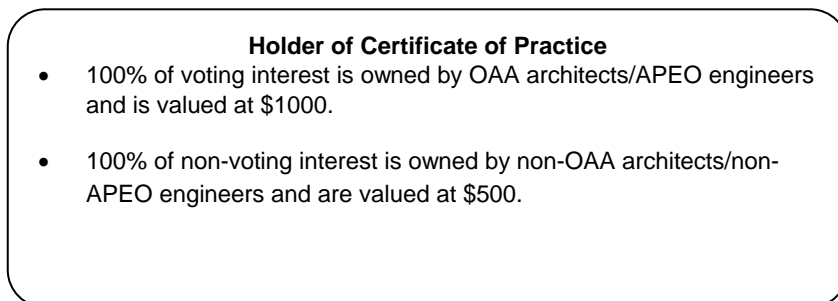 Holder of Certificate of Practice
• 100% of voting interest is owned by OAA architects/APEO engineers
and is valued at $1000.
• 100% of non-voting interest is owned by non-OAA architects/non-
APEO engineers and are valued at $500.